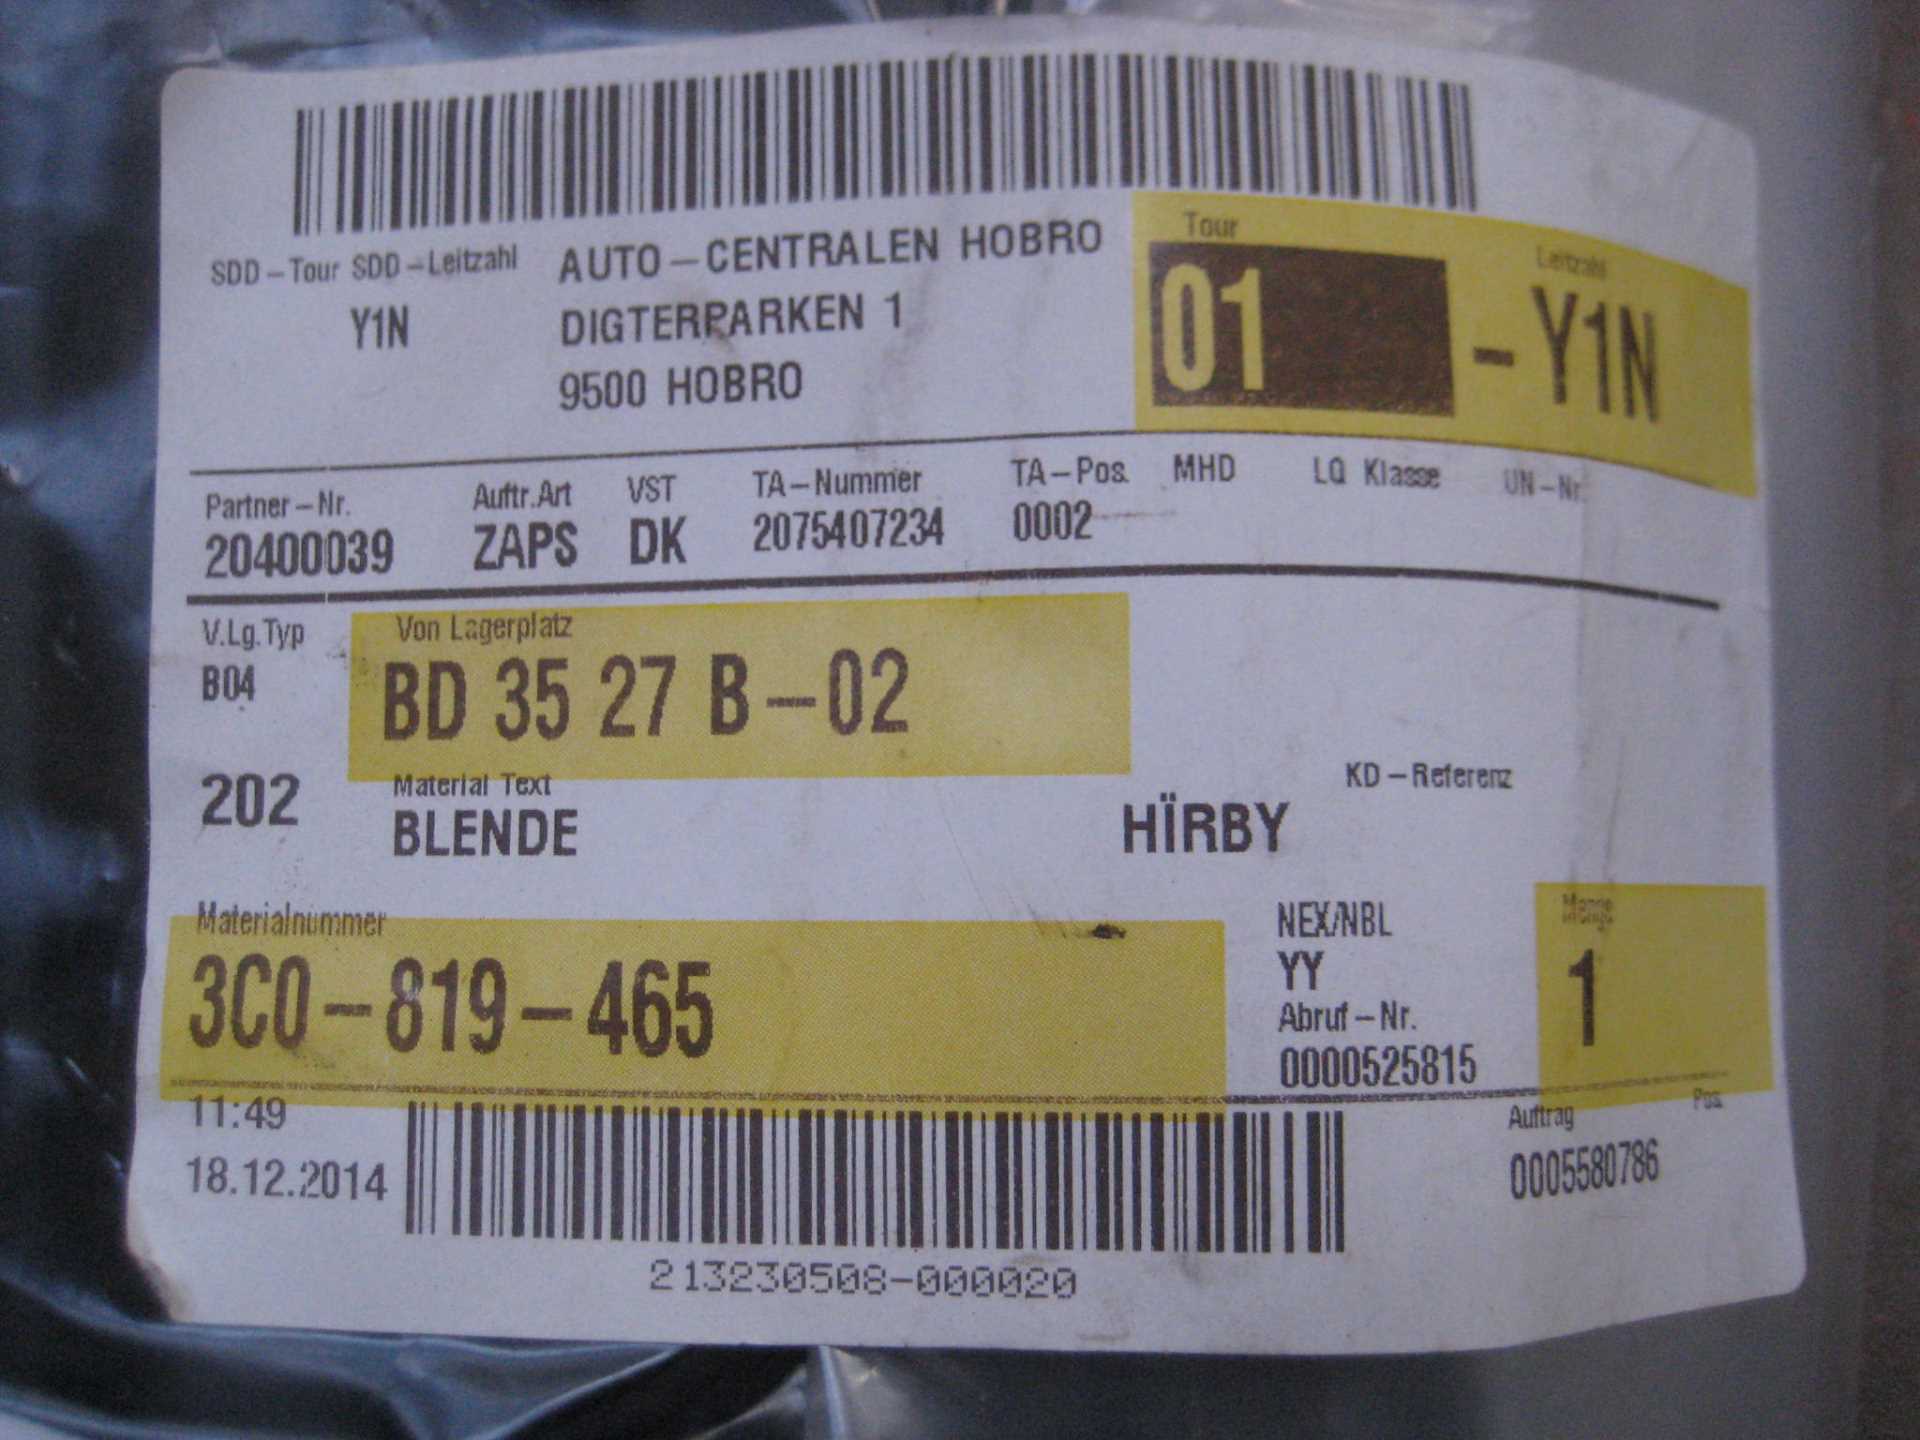 SDD-Tour SDD-Leitzahl
Y1N
AUTO-CENTRALEN HOBRO
DIGTERPARKEN 1
9500 HOBRO
Tour
01
Leitzahl
- Y1N
Partner-Nr. Auftr.Art VST TA-Nummer TA-Pos. MHD LQ Klasse UN-Nr.
20400039 ZAPS DK 2075407234 0002
V.Lg.Typ Von Lagerplatz
B04 BD 35 27 B-02
Material Text KD-Referenz
202 BLENDE HÏRBY
Materialnummer NEX/NBL Menge
3C0-819-465 YY 1
Abruf-Nr.
0000525815
11:49 Auftrag Pos.
18.12.2014 0005580786
213230508-000020